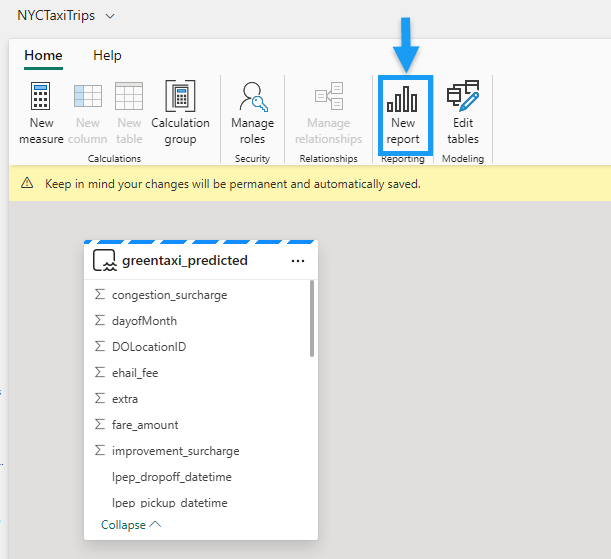 NYCTaxiTrips
Home Help
New measure
New column
New table
Calculation group
Calculations
Manage roles
Security
Manage relationships
Relationships
New report
Reporting
Edit tables
Modeling
Keep in mind your changes will be permanent and automatically saved.
greentaxi_predicted
congestion_surcharge
dayofMonth
DOLocationID
ehail_fee
extra
fare_amount
improvement_surcharge
lpep_dropoff_datetime
lpep_pickup_datetime
Collapse